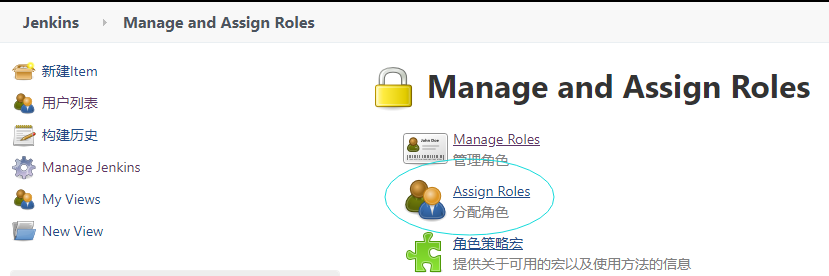 Jenkins Manage and Assign Roles
新建Item
用户列表
构建历史
Manage Jenkins
My Views
New View
Manage and Assign Roles
John Doe
Manage Roles
管理角色
Assign Roles
分配角色
角色策略宏
提供关于可用的宏以及使用方法的信息